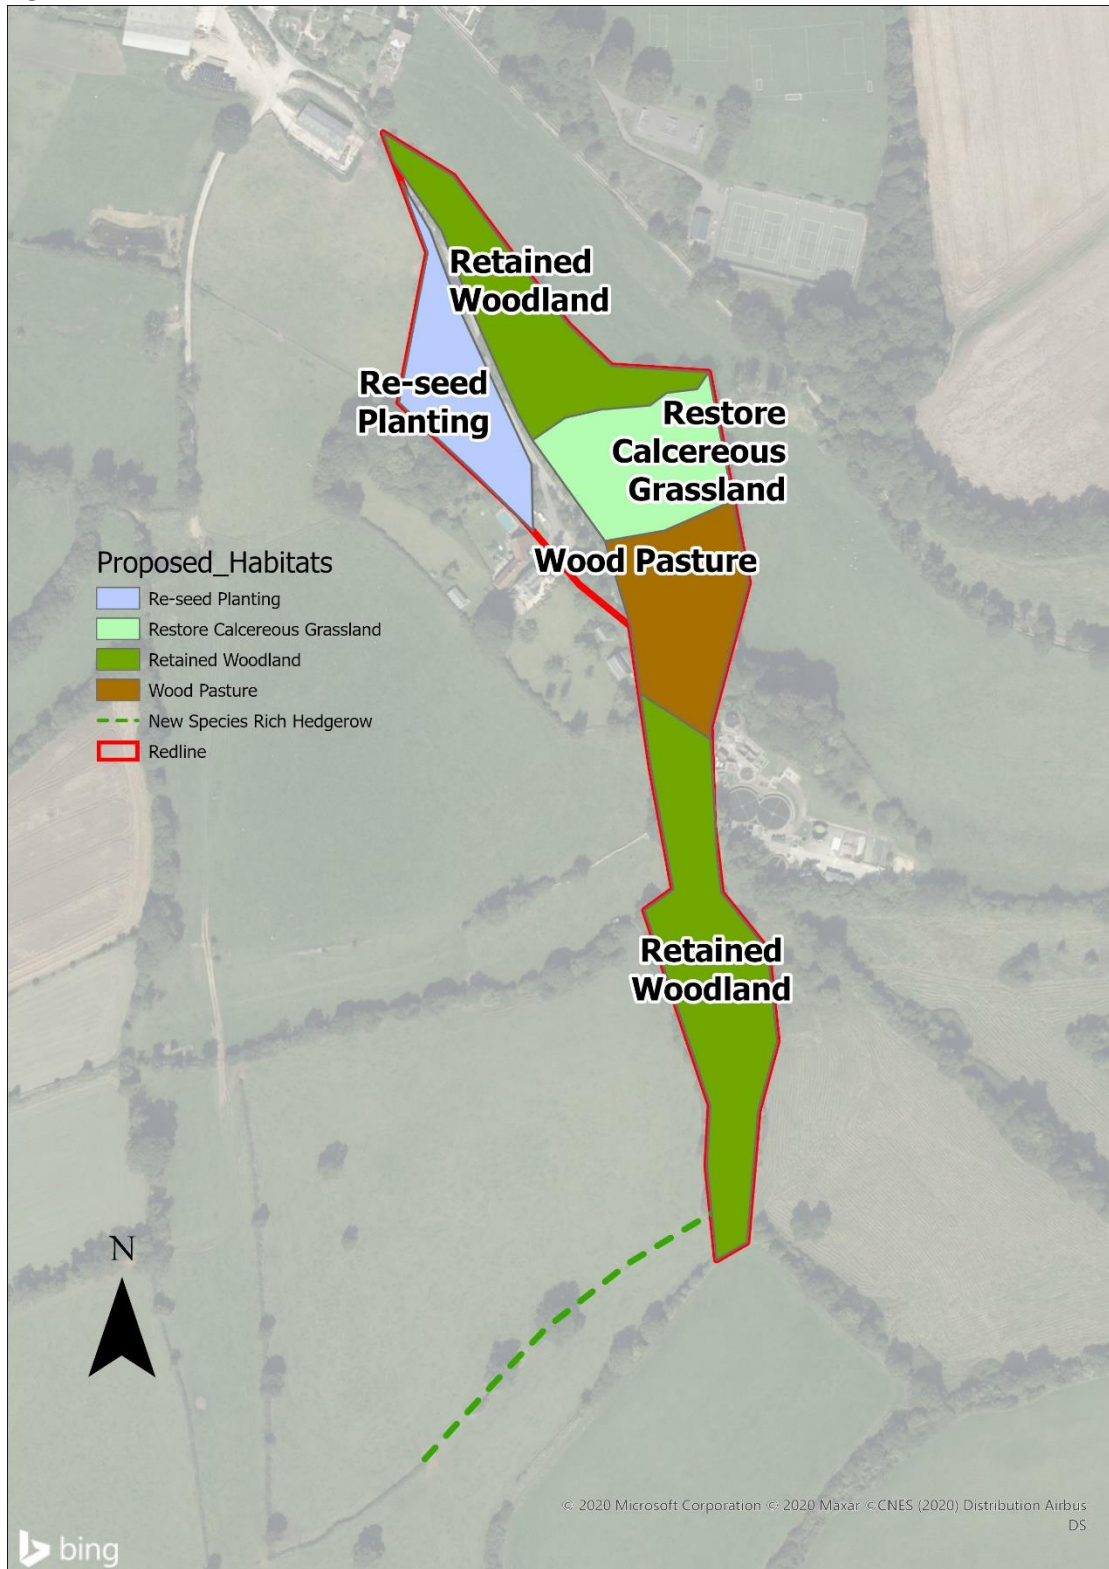 Retained
Woodland
Re-seed
Planting
Restore
Calcereous
Grassland
Wood Pasture
Proposed_Habitats
Re-seed Planting
Restore Calcereous Grassland
Retained Woodland
Wood Pasture
New Species Rich Hedgerow
Redline
Retained
Woodland
N
© 2020 Microsoft Corporation © 2020 Maxar ©CNES (2020) Distribution Airbus
DS
bing